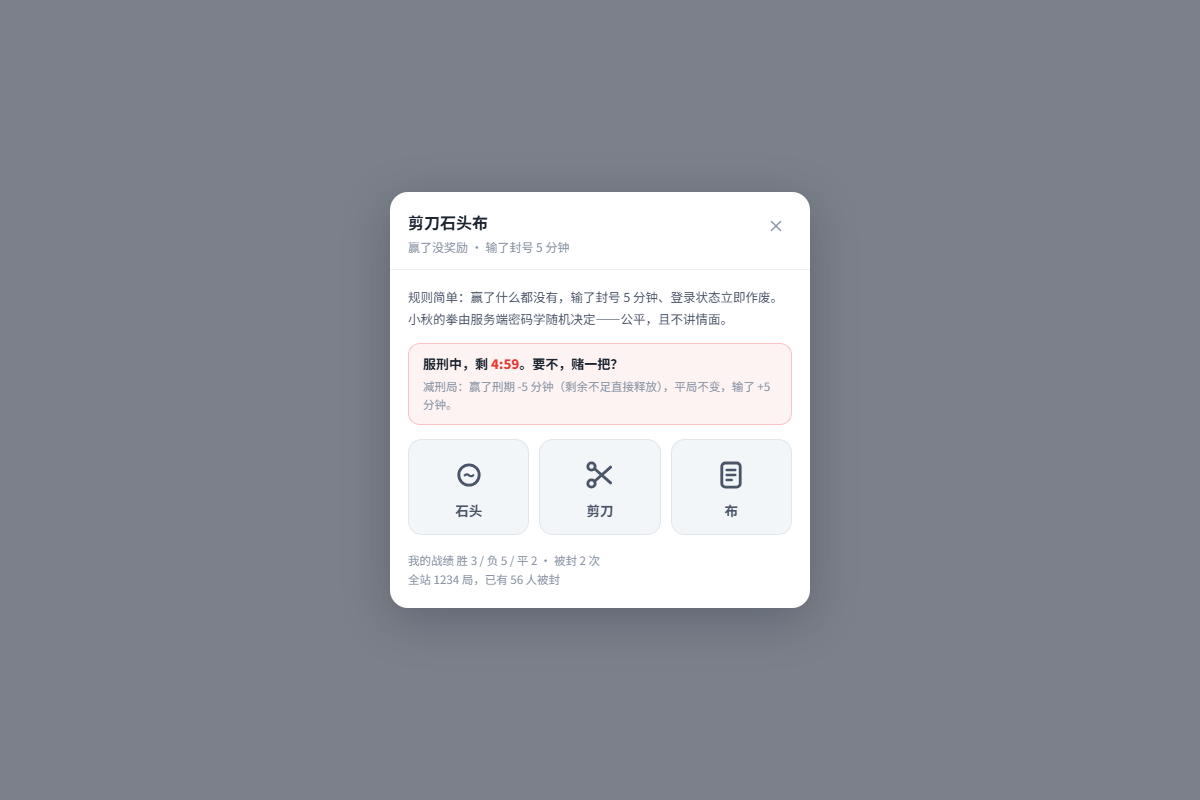 剪刀石头布
赢了没奖励 · 输了封号 5 分钟
规则简单：赢了什么都没有，输了封号 5 分钟、登录状态立即作废。
小秋的拳由服务端密码学随机决定——公平，且不讲情面。
服刑中，剩 4:59。要不，赌一把？
减刑局：赢了刑期 -5 分钟（剩余不足直接释放），平局不变，输了 +5
分钟。
石头
剪刀
布
我的战绩 胜 3 / 负 5 / 平 2 · 被封 2 次
全站 1234 局，已有 56 人被封